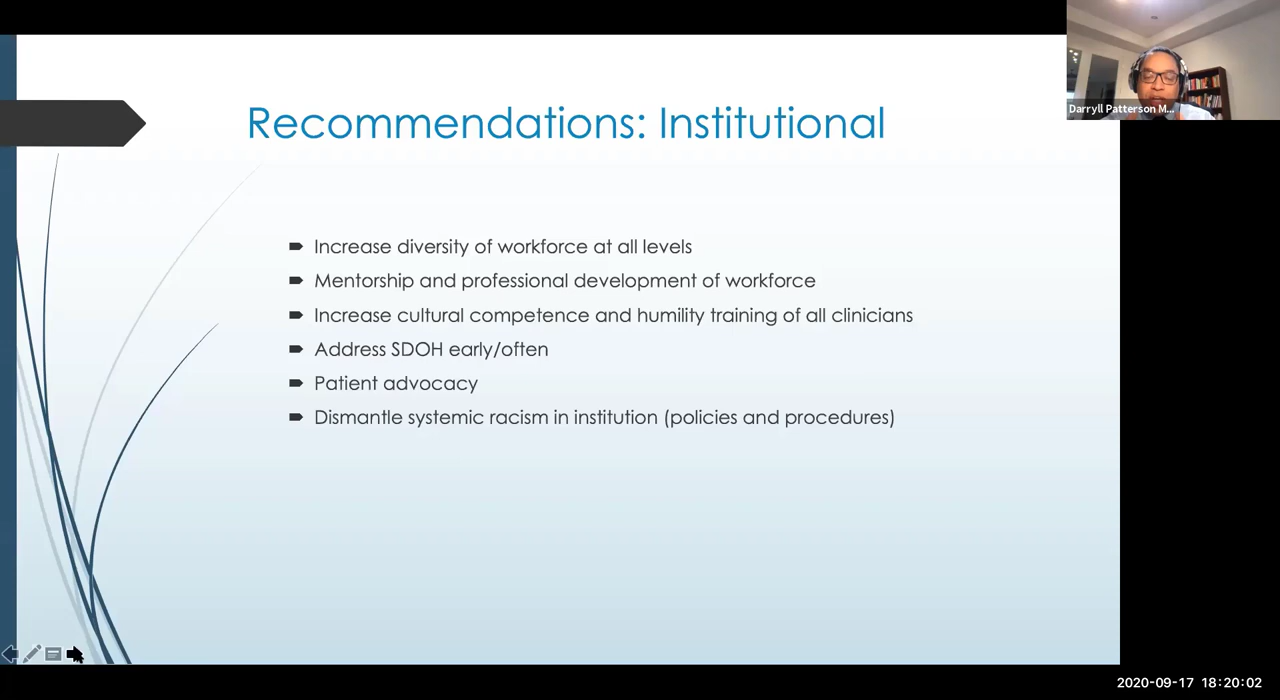 Darryll Patterson M...
Recommendations: Institutional
Increase diversity of workforce at all levels
Mentorship and professional development of workforce
Increase cultural competence and humility training of all clinicians
Address SDOH early/often
Patient advocacy
Dismantle systemic racism in institution (policies and procedures)
2020-09-17 18:20:02